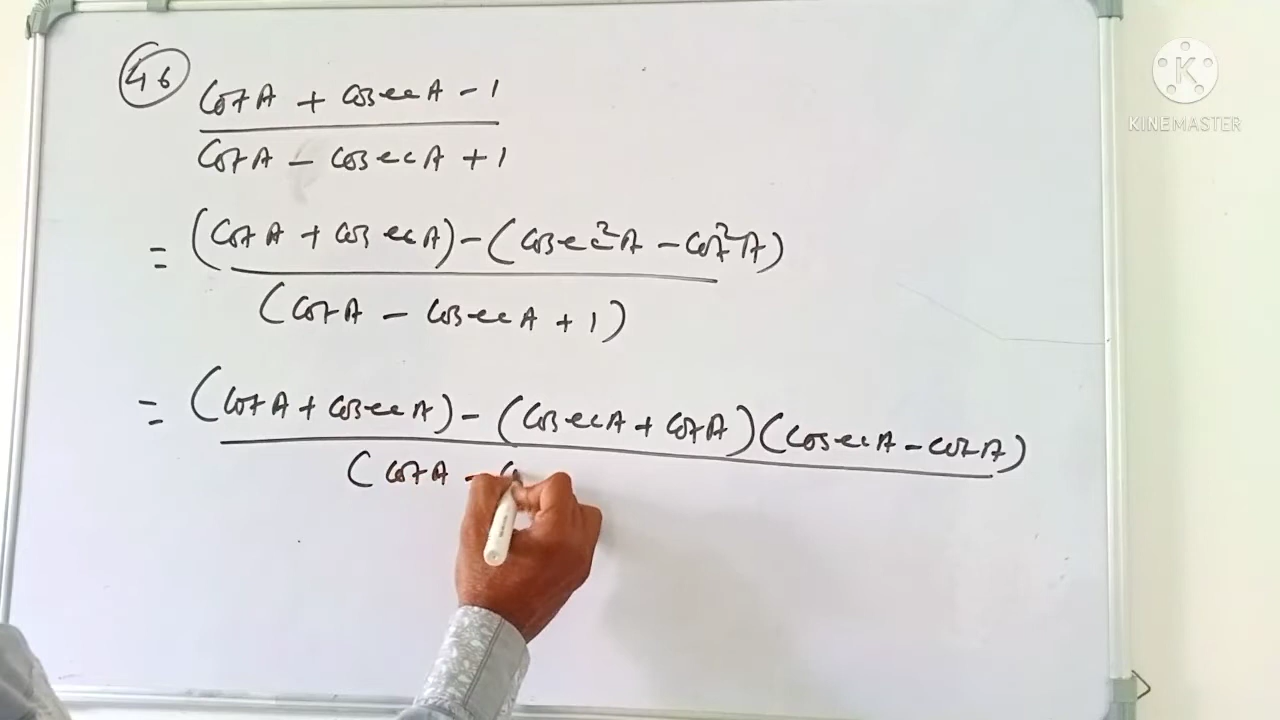 46
cotA + cosecA - 1
cotA - cosecA + 1
= (cotA + cosecA) - (cosec²A - cot²A)
(cotA - cosecA + 1)
= (cotA + cosecA) - (cosecA + cotA)(cosecA - cotA)
(cotA - c
K
KINEMASTER